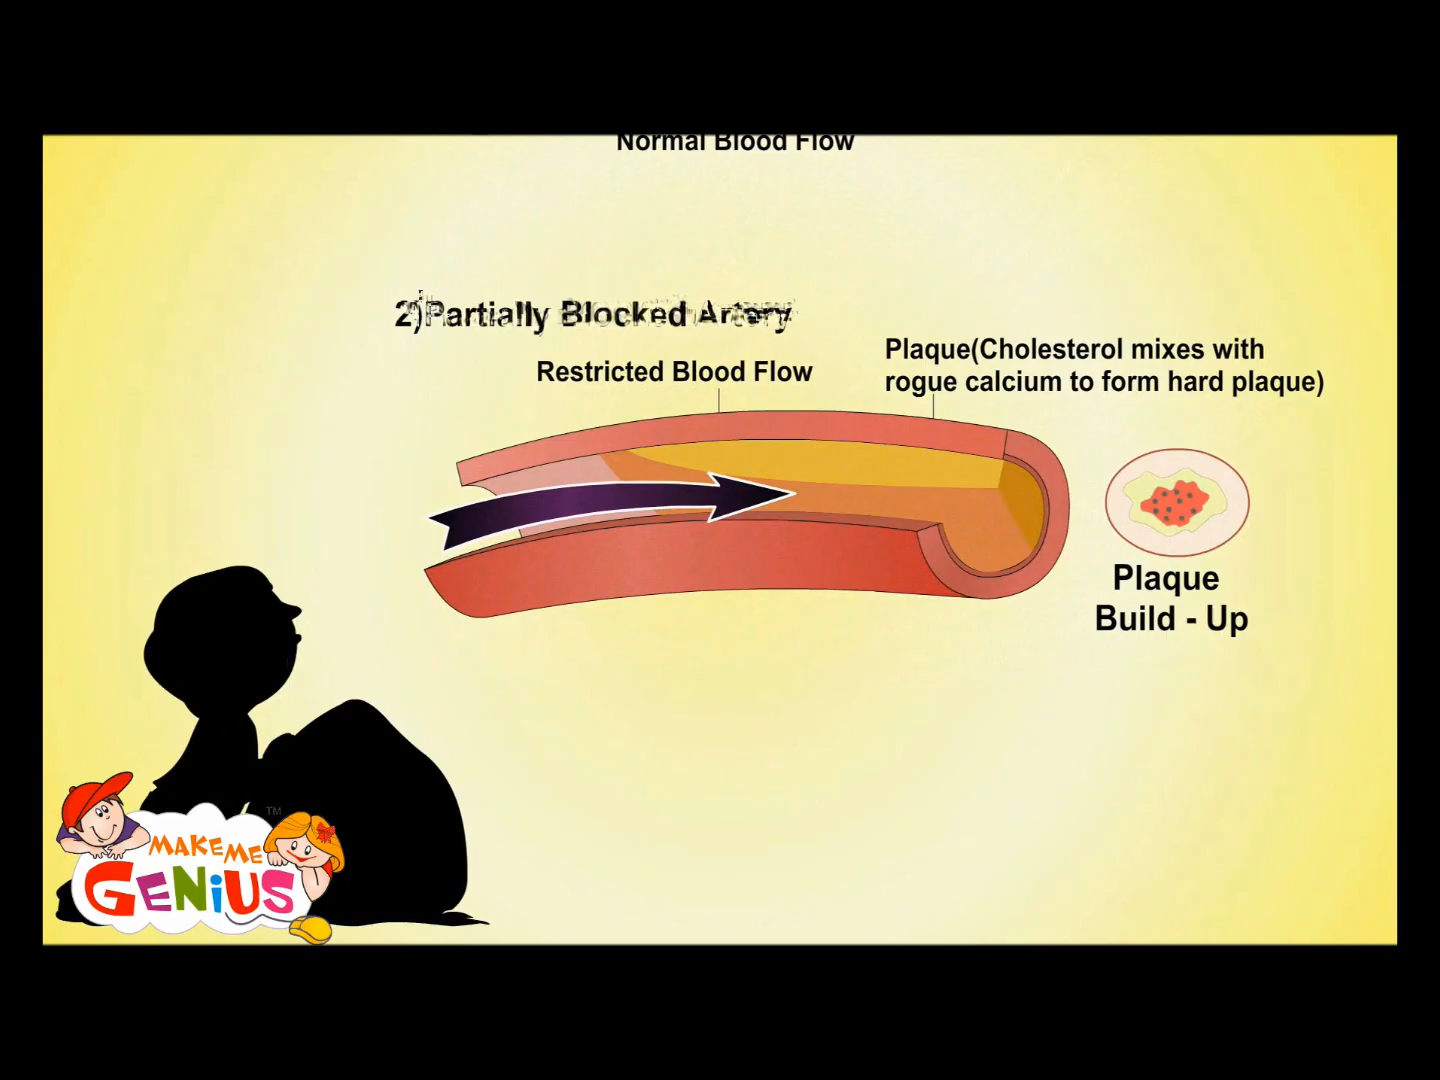 Normal Blood Flow
2)Partially Blocked Artery
Restricted Blood Flow
Plaque(Cholesterol mixes with
rogue calcium to form hard plaque)
Plaque
Build - Up
TM
MAKE ME
GENiUS